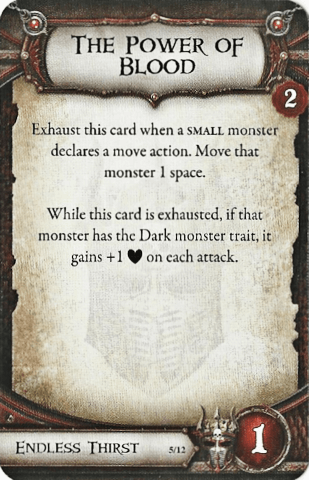 The Power of
Blood
2
Exhaust this card when a SMALL monster
declares a move action. Move that
monster 1 space.
While this card is exhausted, if that
monster has the Dark monster trait, it
gains +1 ♥ on each attack.
Endless Thirst 5/12 1